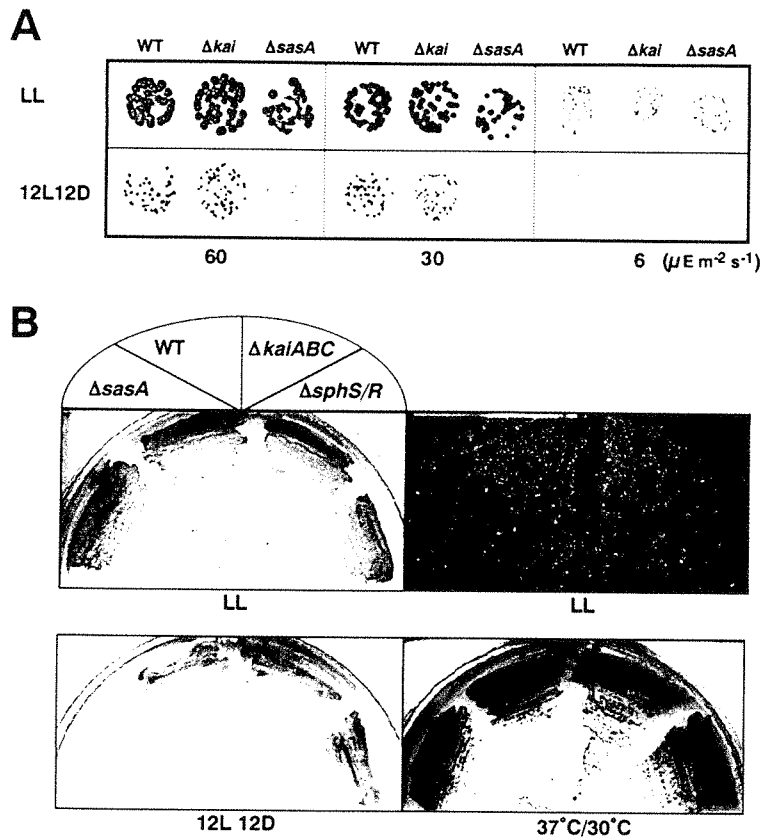 A
WT Δkai ΔsasA WT Δkai ΔsasA WT Δkai ΔsasA
LL
12L12D
60 30 6 (μE m-2 s-1)
B
WT ΔkaiABC
ΔsasA ΔsphS/R
LL LL
12L 12D 37˚C/30˚C